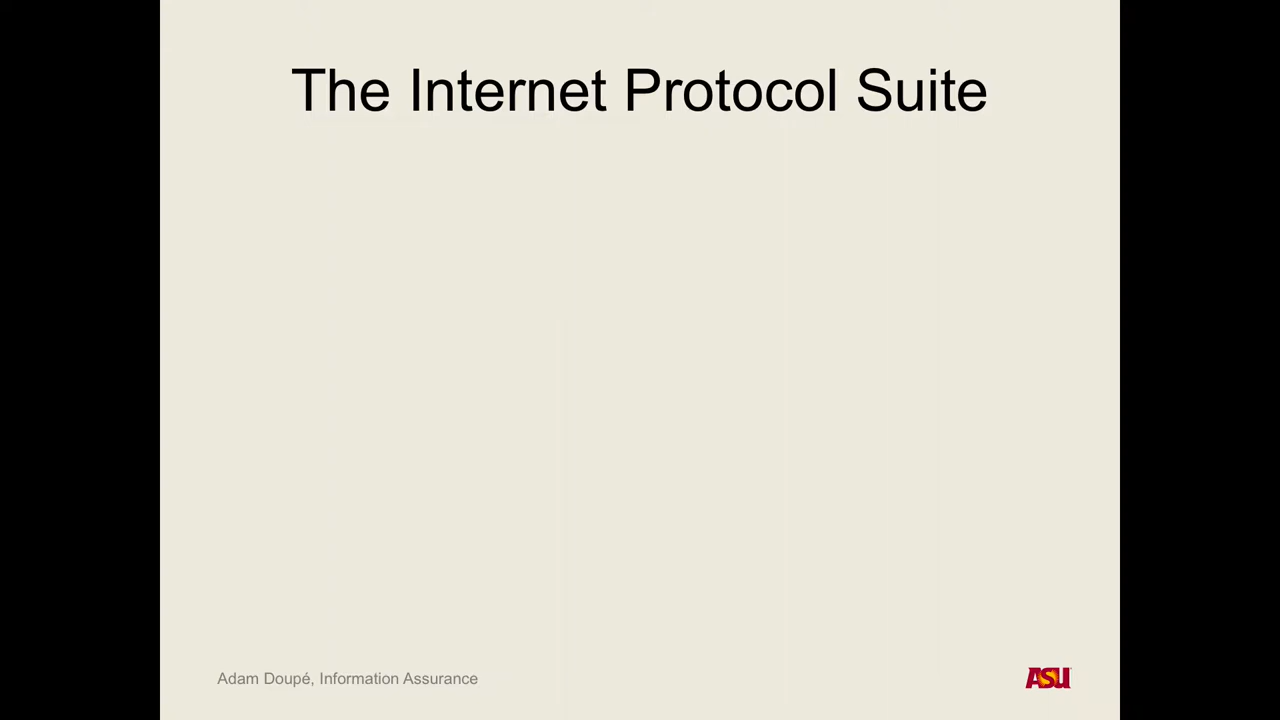 The Internet Protocol Suite
Adam Doupé, Information Assurance
ASU